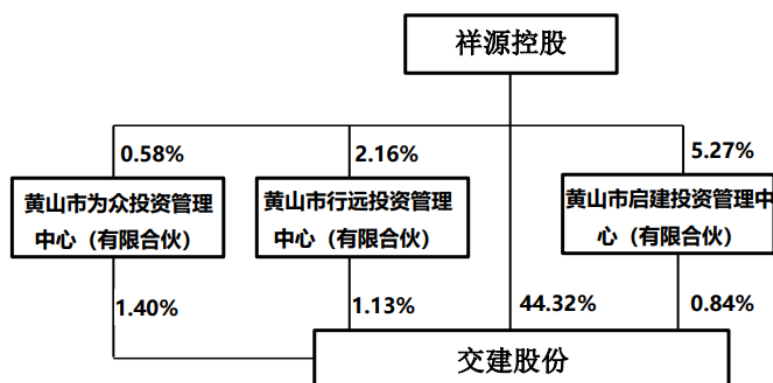 祥源控股
0.58%
2.16%
5.27%
黄山市为众投资管理
中心（有限合伙）
黄山市行远投资管理
中心（有限合伙）
黄山市启建投资管理中
心（有限合伙）
1.40%
1.13%
44.32%
0.84%
交建股份